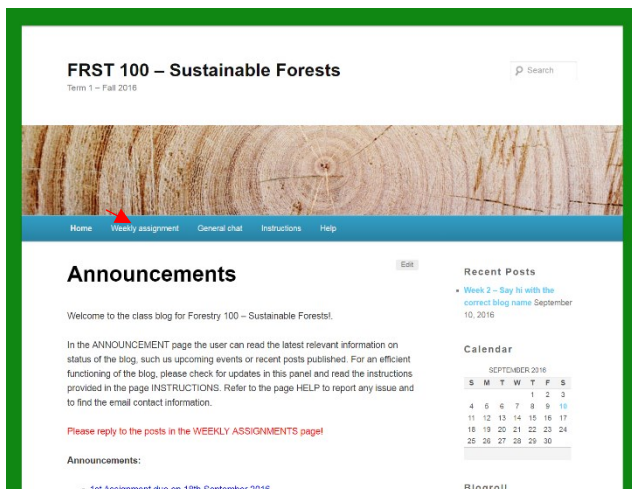 FRST 100 – Sustainable Forests
Term 1 – Fall 2016
Search
Home Weekly assignment General chat Instructions Help
Announcements
Edit
Welcome to the class blog for Forestry 100 – Sustainable Forests!.
In the ANNOUNCEMENT page the user can read the latest relevant information on
status of the blog, such us upcoming events or recent posts published. For an efficient
functioning of the blog, please check for updates in this panel and read the instructions
provided in the page INSTRUCTIONS. Refer to the page HELP to report any issue and
to find the email contact information.
Please reply to the posts in the WEEKLY ASSIGNMENTS page!
Announcements:
1st Assignment due on 18th September 2016
Recent Posts
Week 2 – Say hi with the
correct blog name September
10, 2016
Calendar
SEPTEMBER 2016
S M T W T F S
1 2 3
4 5 6 7 8 9 10
11 12 13 14 15 16 17
18 19 20 21 22 23 24
25 26 27 28 29 30
Blogroll